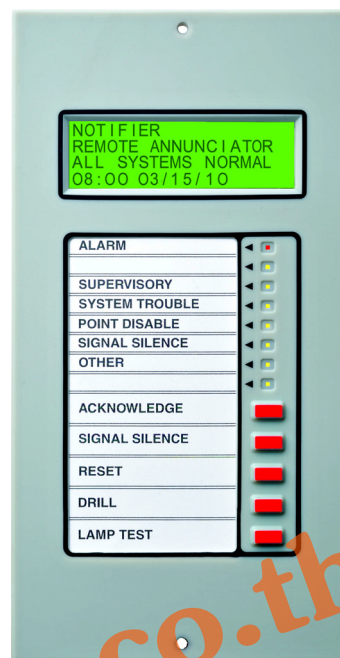 NOTIFIER
REMOTE ANNUNCIATOR
ALL SYSTEMS NORMAL
08:00 03/15/10
ALARM
SUPERVISORY
SYSTEM TROUBLE
POINT DISABLE
SIGNAL SILENCE
OTHER
ACKNOWLEDGE
SIGNAL SILENCE
RESET
DRILL
LAMP TEST
co.th